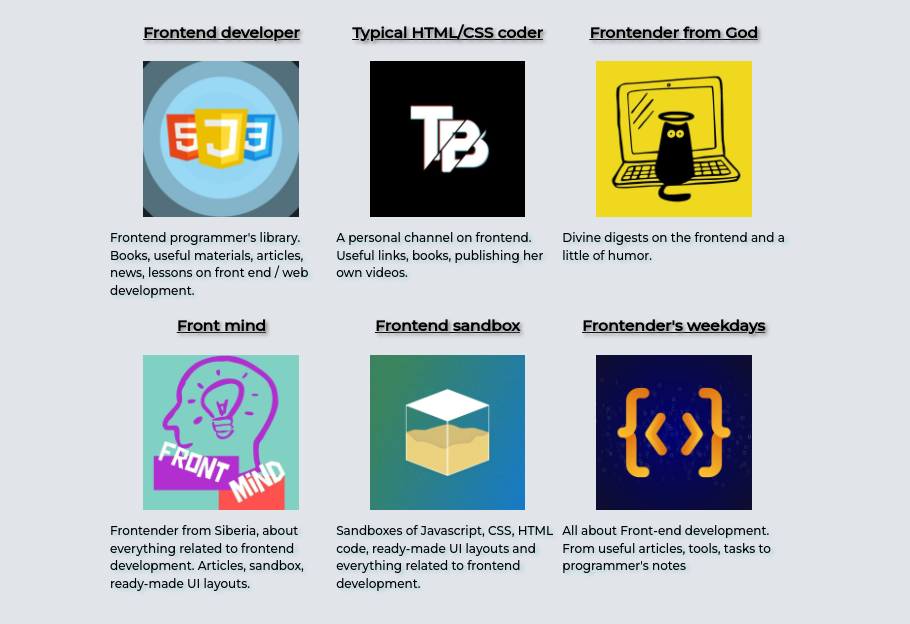 Frontend developer
Typical HTML/CSS coder
Frontender from God
5 J 3
TB
Frontend programmer's library.
Books, useful materials, articles,
news, lessons on front end / web
development.
A personal channel on frontend.
Useful links, books, publishing her
own videos.
Divine digests on the frontend and a
little of humor.
Front mind
Frontend sandbox
Frontender's weekdays
FRONT
MiND
{<>}
Frontender from Siberia, about
everything related to frontend
development. Articles, sandbox,
ready-made UI layouts.
Sandboxes of Javascript, CSS, HTML
code, ready-made UI layouts and
everything related to frontend
development.
All about Front-end development.
From useful articles, tools, tasks to
programmer's notes